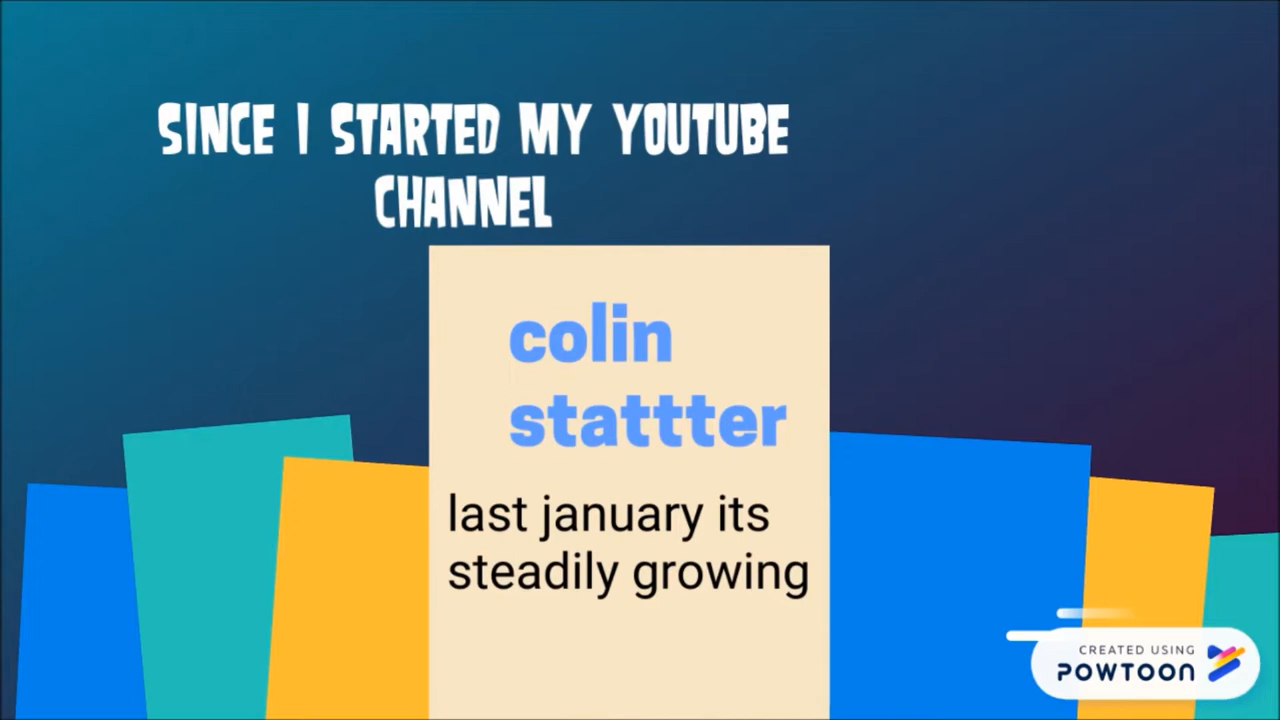 SINCE I STARTED MY YOUTUBE
CHANNEL
colin
stattter
last january its
steadily growing
CREATED USING
POWTOON